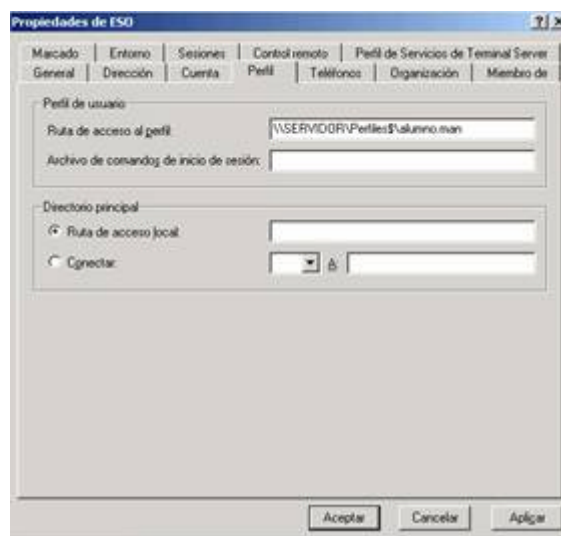 Propiedades de ESO
Marcado Entorno Sesiones Control remoto Perfil de Servicios de Terminal Server
General Dirección Cuenta Perfil Teléfonos Organización Miembro de
Perfil de usuario
Ruta de acceso al perfil: \\SERVIDOR\Perfiles$\alumno.man
Archivo de comandos de inicio de sesión:
Directorio principal
Ruta de acceso local:
Conectar: A:
Aceptar Cancelar Aplicar